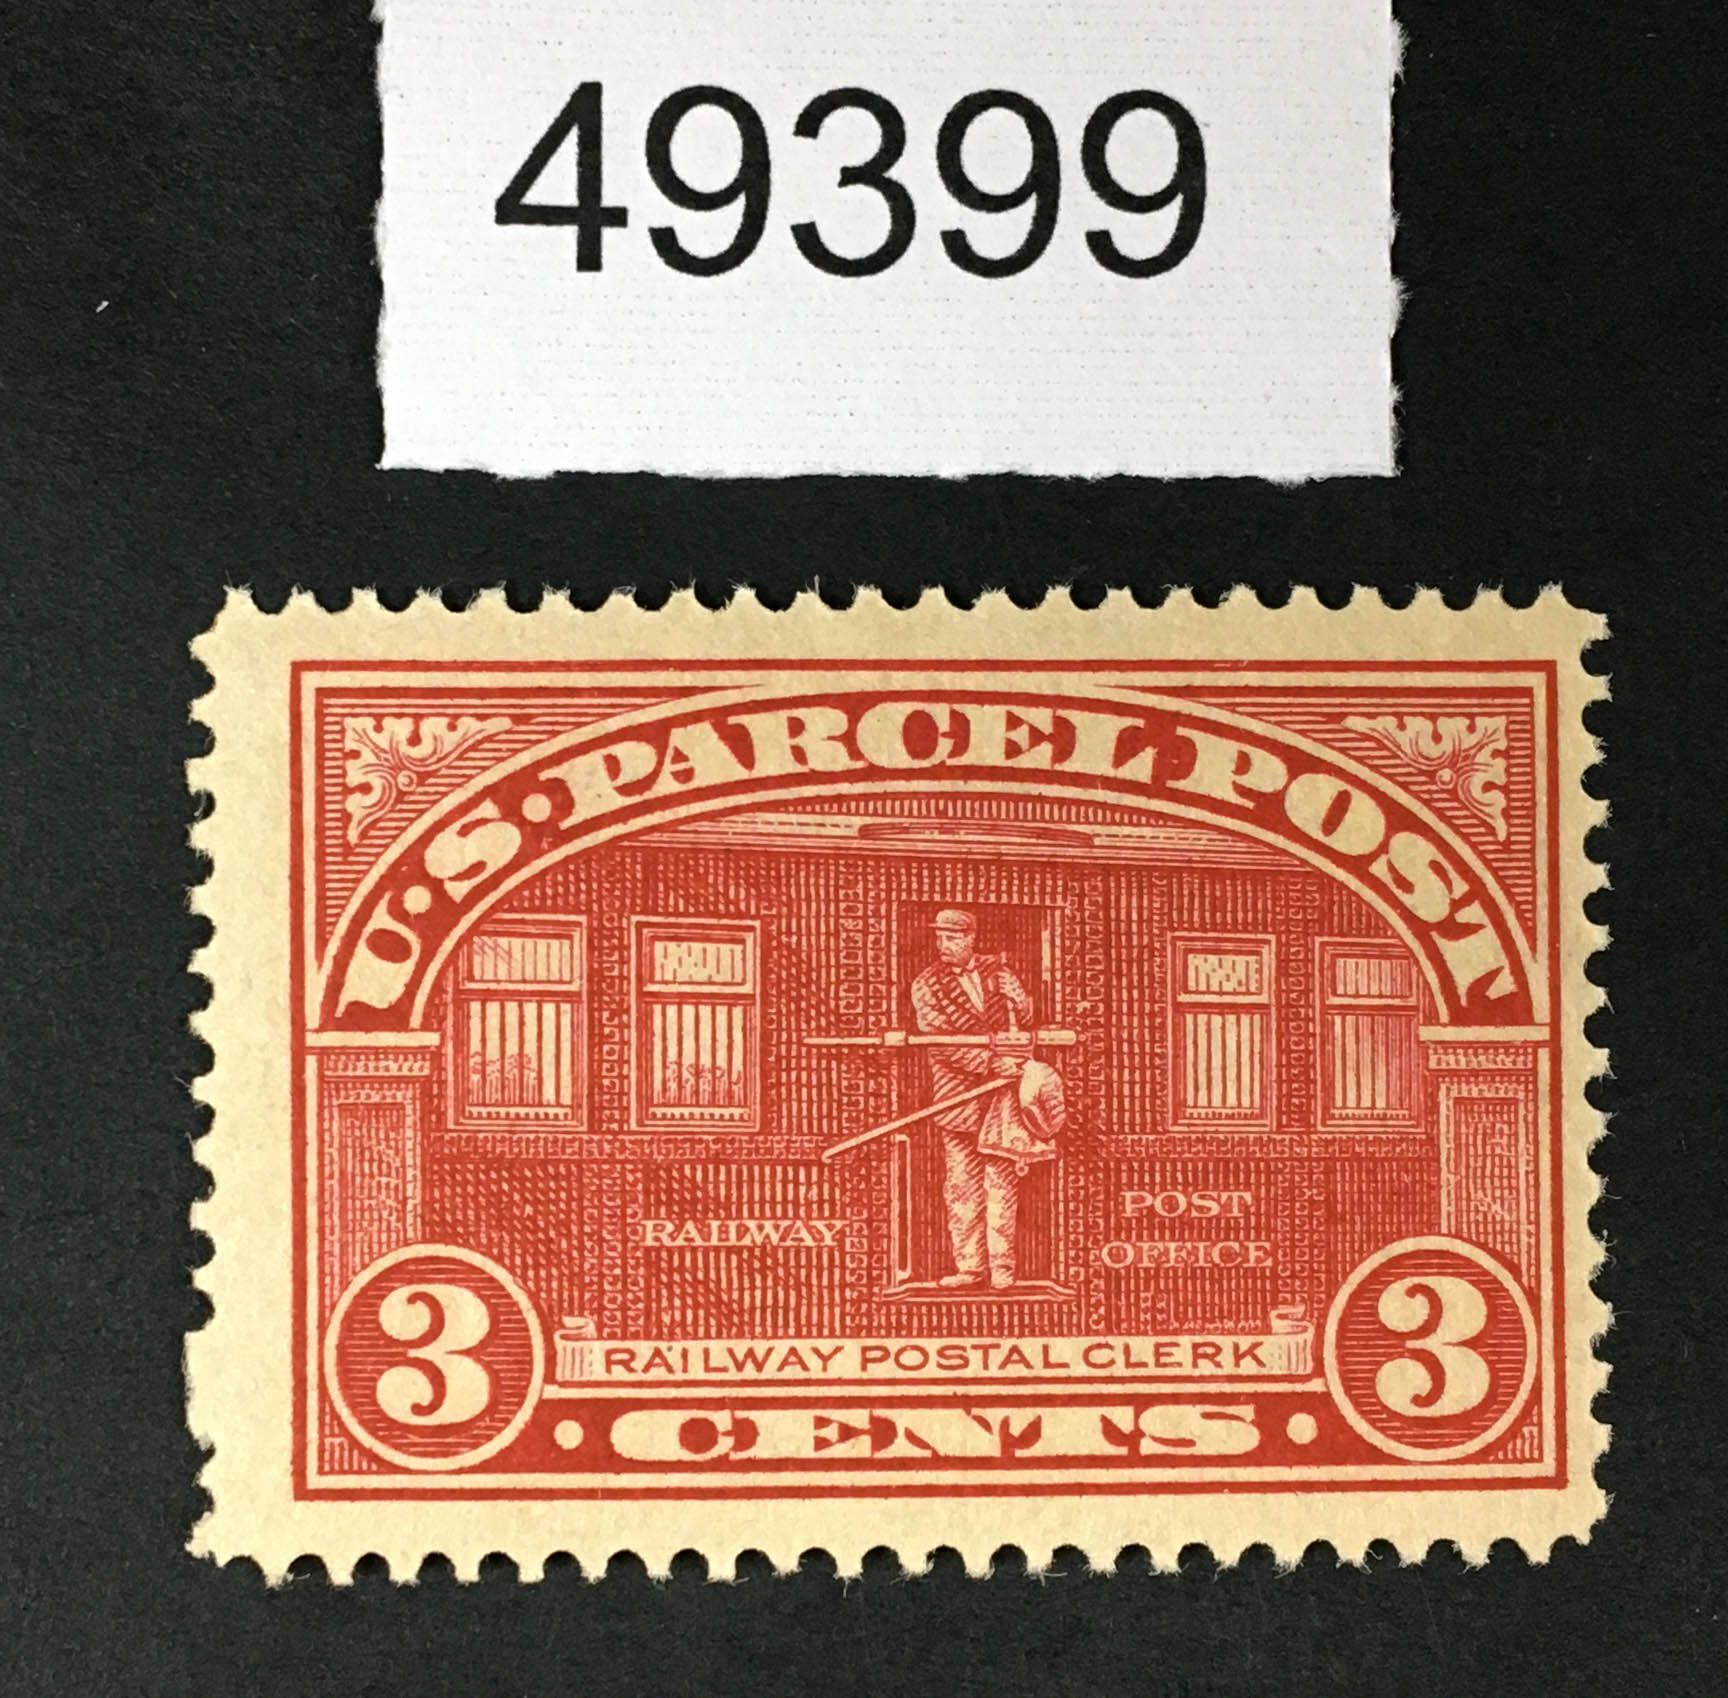 49399
U.S. PARCEL POST
RAILWAY
POST
OFFICE
3
RAILWAY POSTAL CLERK
3
· CENTS ·